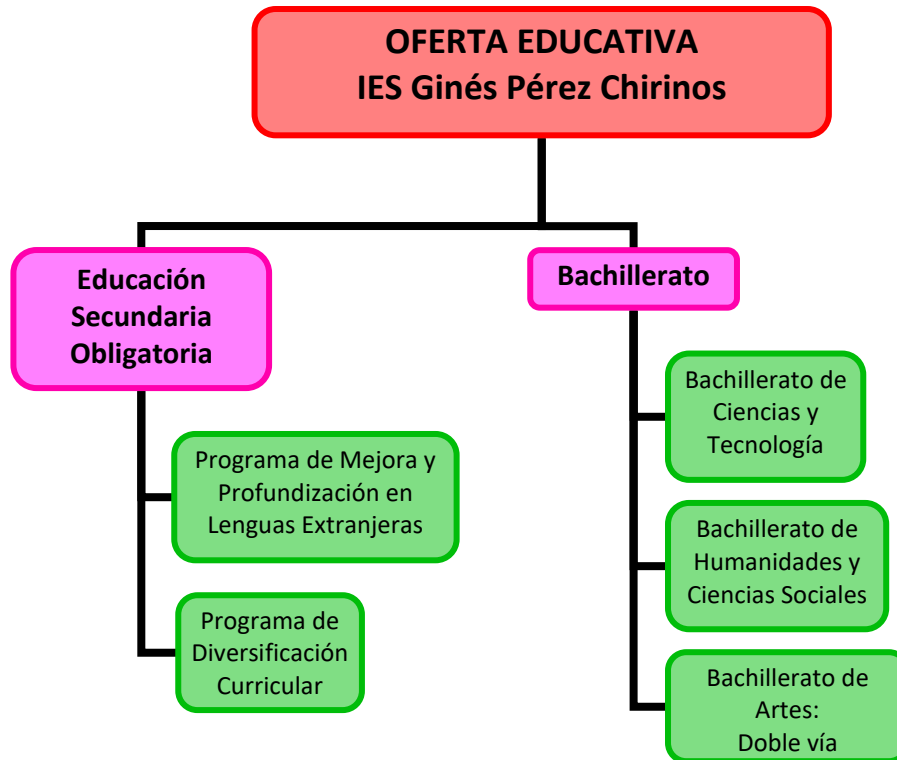 OFERTA EDUCATIVA
IES Ginés Pérez Chirinos
Educación
Secundaria
Obligatoria
Programa de Mejora y
Profundización en
Lenguas Extranjeras
Programa de
Diversificación
Curricular
Bachillerato
Bachillerato de
Ciencias y
Tecnología
Bachillerato de
Humanidades y
Ciencias Sociales
Bachillerato de
Artes:
Doble vía